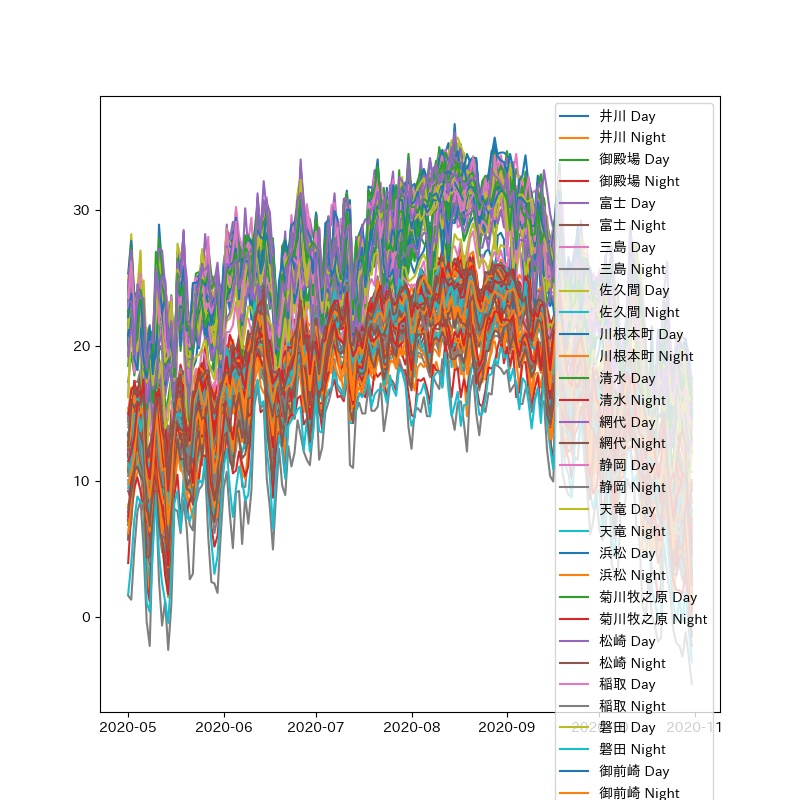 30
20
10
0
2020-05 2020-06 2020-07 2020-08 2020-09 2020-11
井川 Day
井川 Night
御殿場 Day
御殿場 Night
富士 Day
富士 Night
三島 Day
三島 Night
佐久間 Day
佐久間 Night
川根本町 Day
川根本町 Night
清水 Day
清水 Night
網代 Day
網代 Night
静岡 Day
静岡 Night
天竜 Day
天竜 Night
浜松 Day
浜松 Night
菊川牧之原 Day
菊川牧之原 Night
松崎 Day
松崎 Night
稲取 Day
稲取 Night
磐田 Day
磐田 Night
御前崎 Day
御前崎 Night